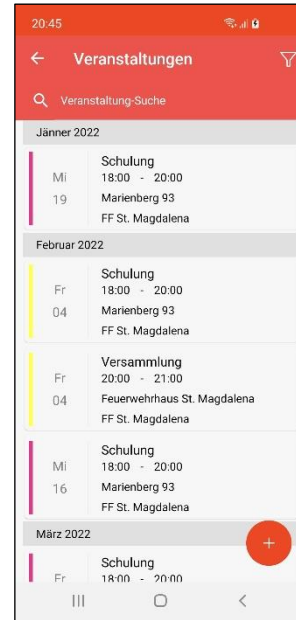 20:45
Veranstaltungen
Veranstaltung-Suche
Jänner 2022
Schulung
Mi 18:00 - 20:00
19 Marienberg 93
FF St. Magdalena
Februar 2022
Schulung
Fr 18:00 - 20:00
04 Marienberg 93
FF St. Magdalena
Versammlung
Fr 20:00 - 21:00
04 Feuerwehrhaus St. Magdalena
FF St. Magdalena
Schulung
Mi 18:00 - 20:00
16 Marienberg 93
FF St. Magdalena
März 2022
Schulung
Fr 18:00 - 20:00